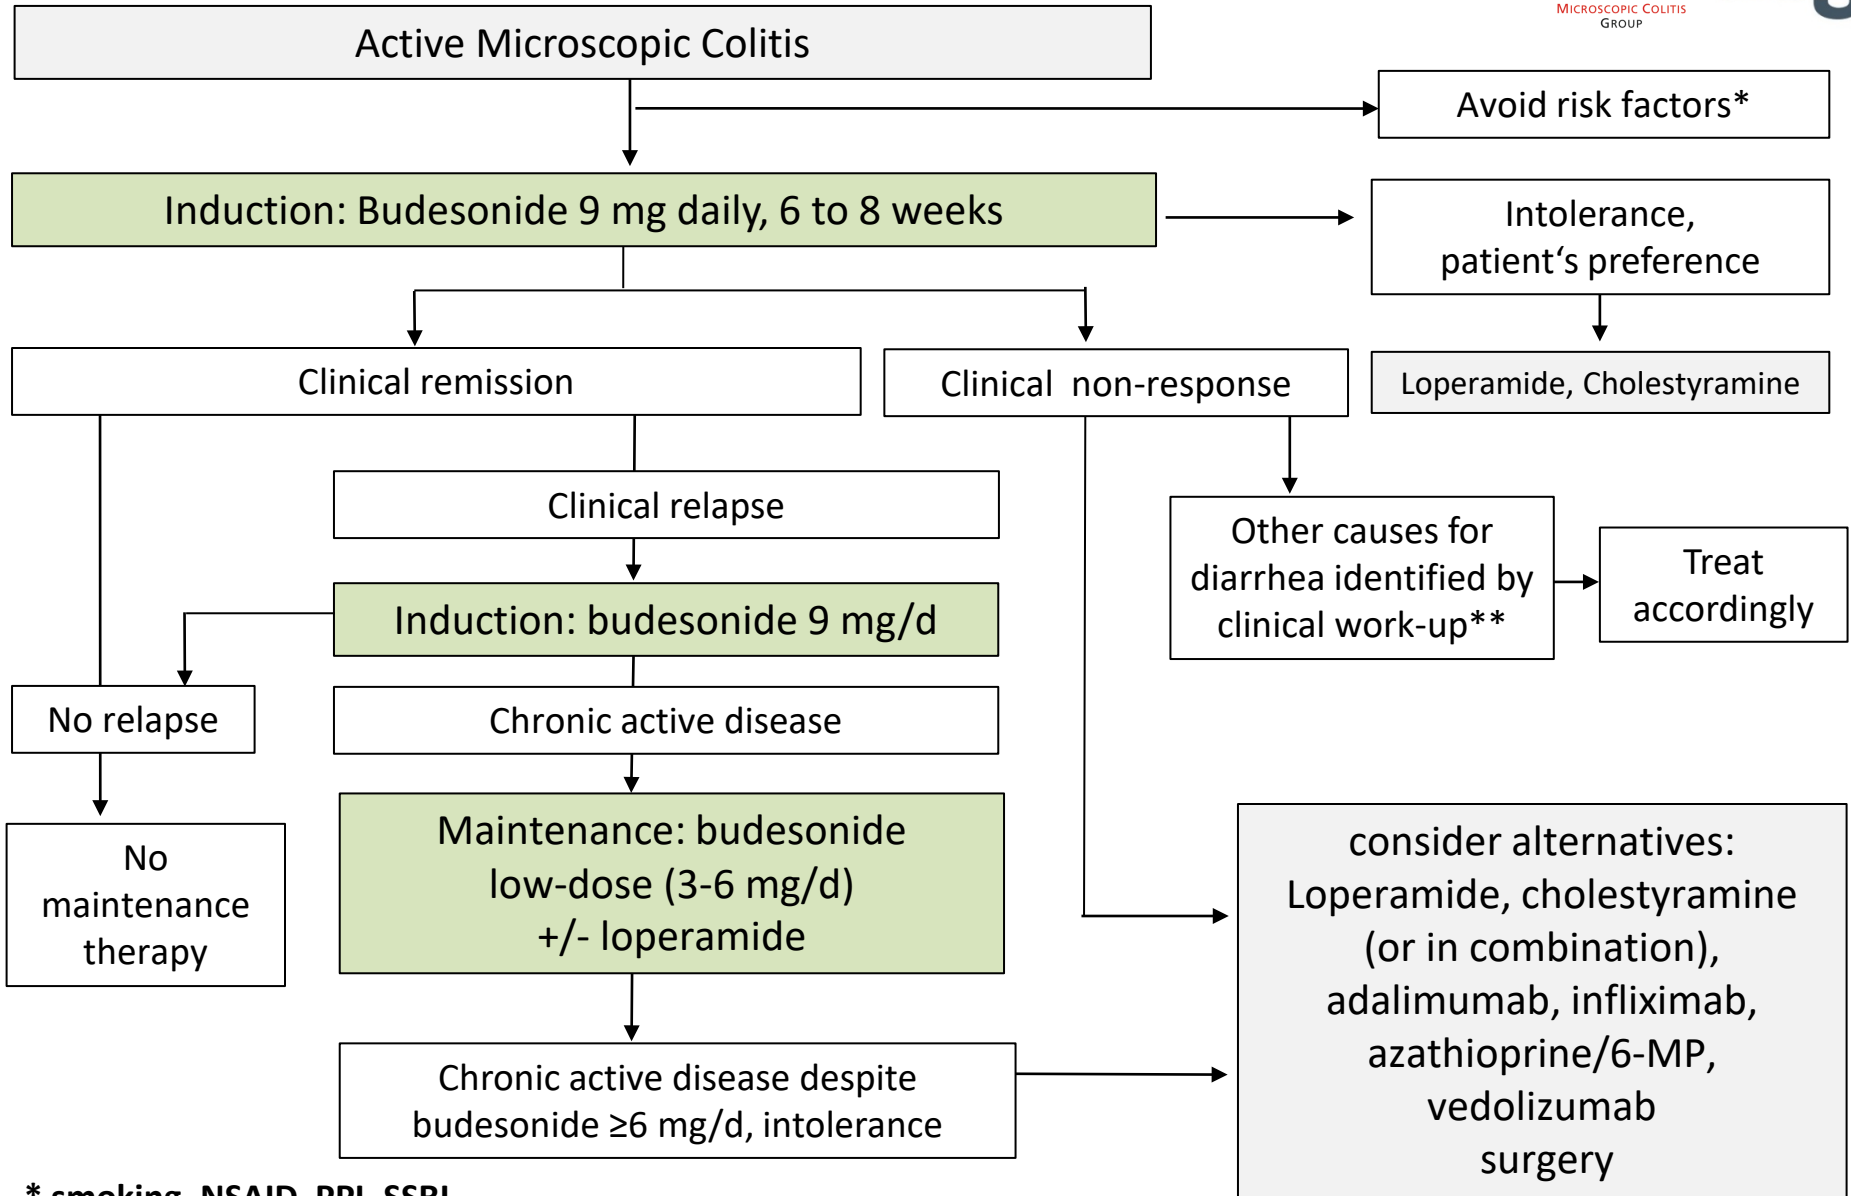 MICROSCOPIC COLITIS
GROUP
Active Microscopic Colitis
Avoid risk factors*
Induction: Budesonide 9 mg daily, 6 to 8 weeks
Intolerance,
patient‘s preference
Clinical remission
Clinical non-response
Loperamide, Cholestyramine
Clinical relapse
Other causes for
diarrhea identified by
clinical work-up**
Treat
accordingly
Induction: budesonide 9 mg/d
No relapse
Chronic active disease
No
maintenance
therapy
Maintenance: budesonide
low-dose (3-6 mg/d)
+/- loperamide
consider alternatives:
Loperamide, cholestyramine
(or in combination),
adalimumab, infliximab,
azathioprine/6-MP,
vedolizumab
surgery
Chronic active disease despite
budesonide ≥6 mg/d, intolerance
* smoking, NSAID, PPI, SSRI